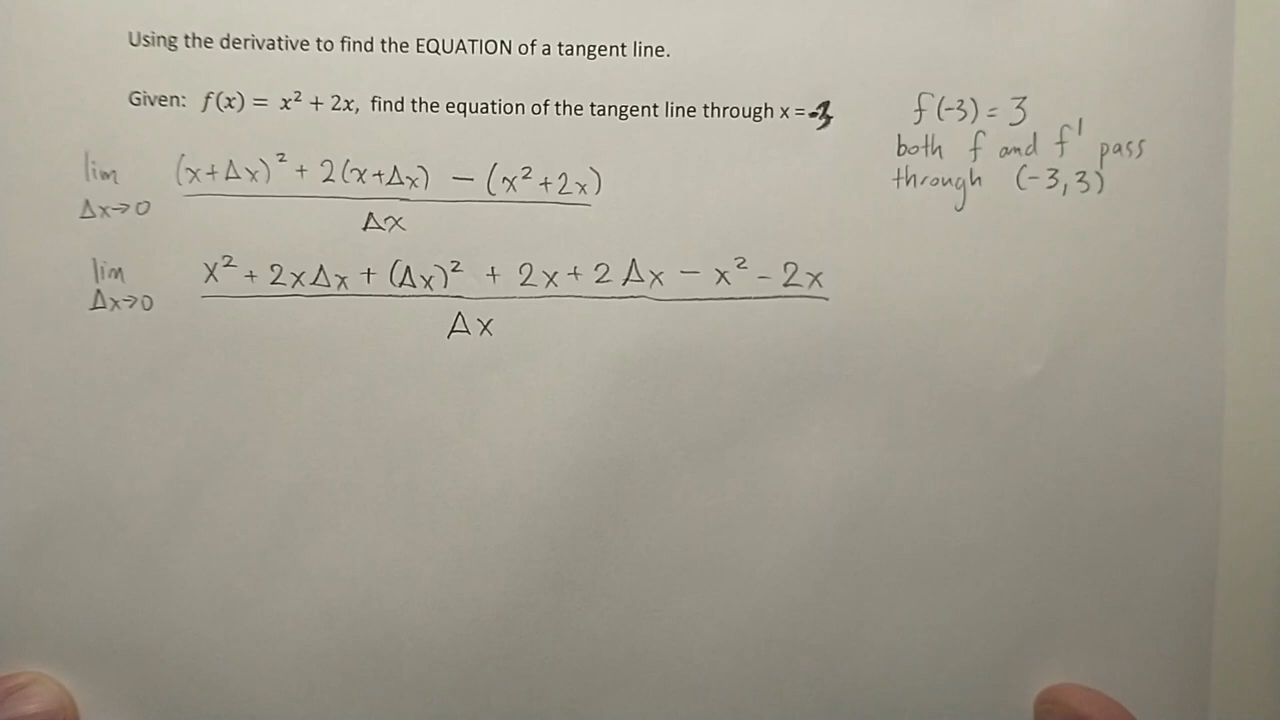 Using the derivative to find the EQUATION of a tangent line.
Given: f(x) = x² + 2x, find the equation of the tangent line through x = -3
f(-3) = 3
both f and f' pass
through (-3,3)
lim (x+Δx)² + 2(x+Δx) − (x²+2x)
Δx→0 Δx
lim x² + 2xΔx + (Δx)² + 2x + 2Δx − x² − 2x
Δx→0 Δx